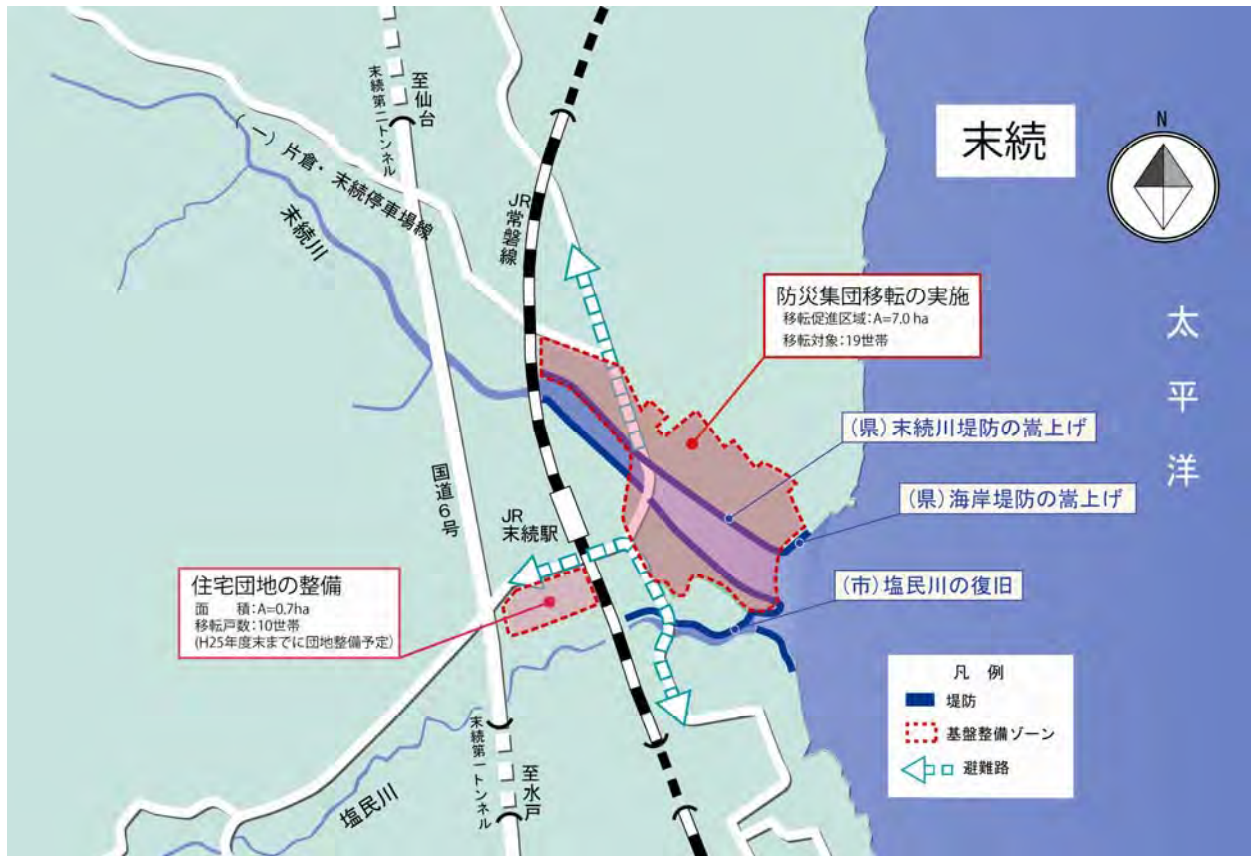 末続
N
太平洋
至仙台
末続第二トンネル
(一)片倉・末続停車場線
末続川
JR常磐線
防災集団移転の実施
移転促進区域:A=7.0 ha
移転対象:19世帯
(県)末続川堤防の嵩上げ
(県)海岸堤防の嵩上げ
国道6号
JR
末続駅
住宅団地の整備
面　積:A=0.7ha
移転戸数:10世帯
(H25年度末までに団地整備予定)
(市)塩民川の復旧
凡 例
堤防
基盤整備ゾーン
避難路
末続第一トンネル
至水戸
塩民川